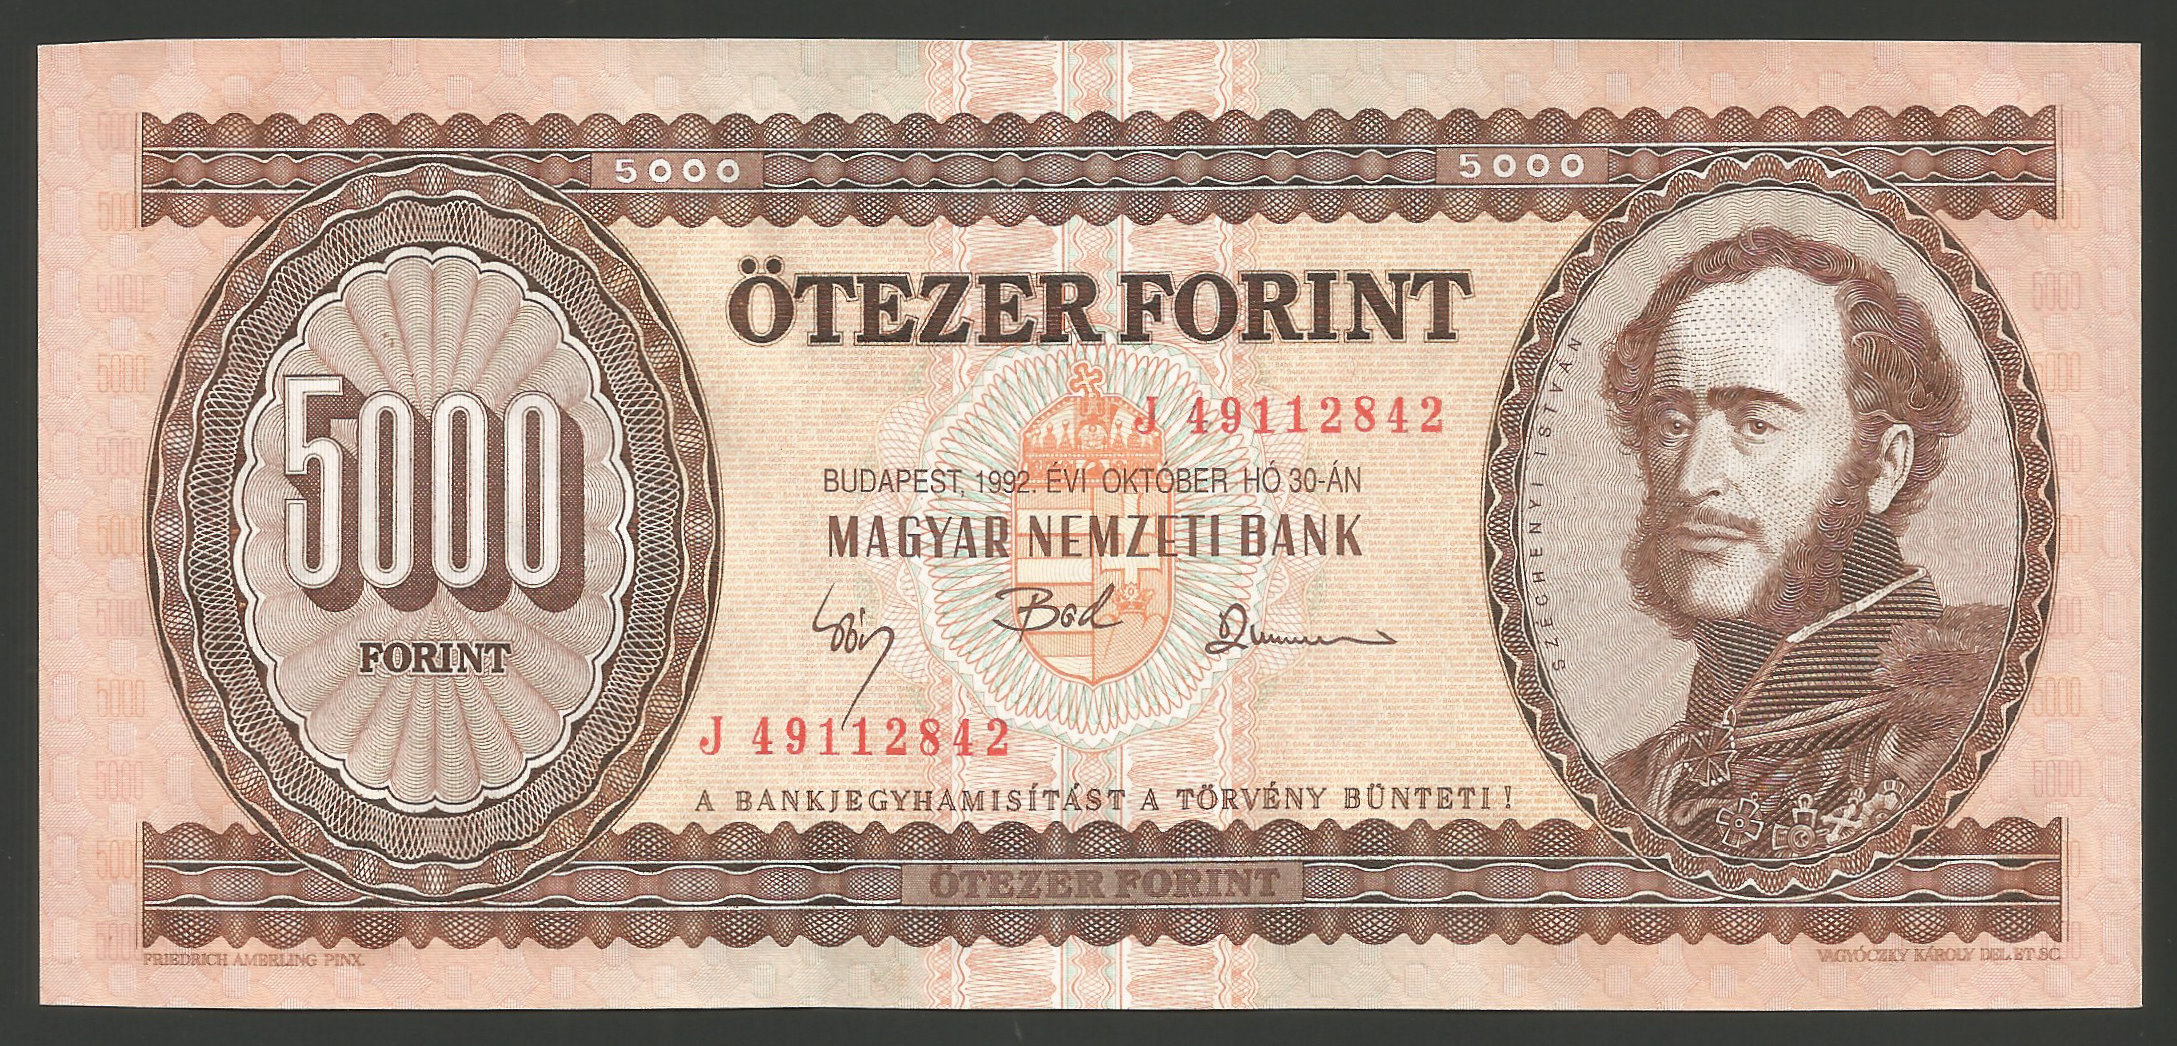 5000 5000
ÖTEZER FORINT
J 49112842
5000
FORINT
BUDAPEST, 1992. ÉVI OKTÓBER HÓ 30-ÁN
MAGYAR NEMZETI BANK
SZÉCHENYI ISTVÁN
J 49112842
A BANKJEGYHAMISÍTÁST A TÖRVÉNY BÜNTETI!
ÖTEZER FORINT
FRIEDRICH AMERLING PINX.
VAGYÓCZKY KÁROLY DEL. ET SC.